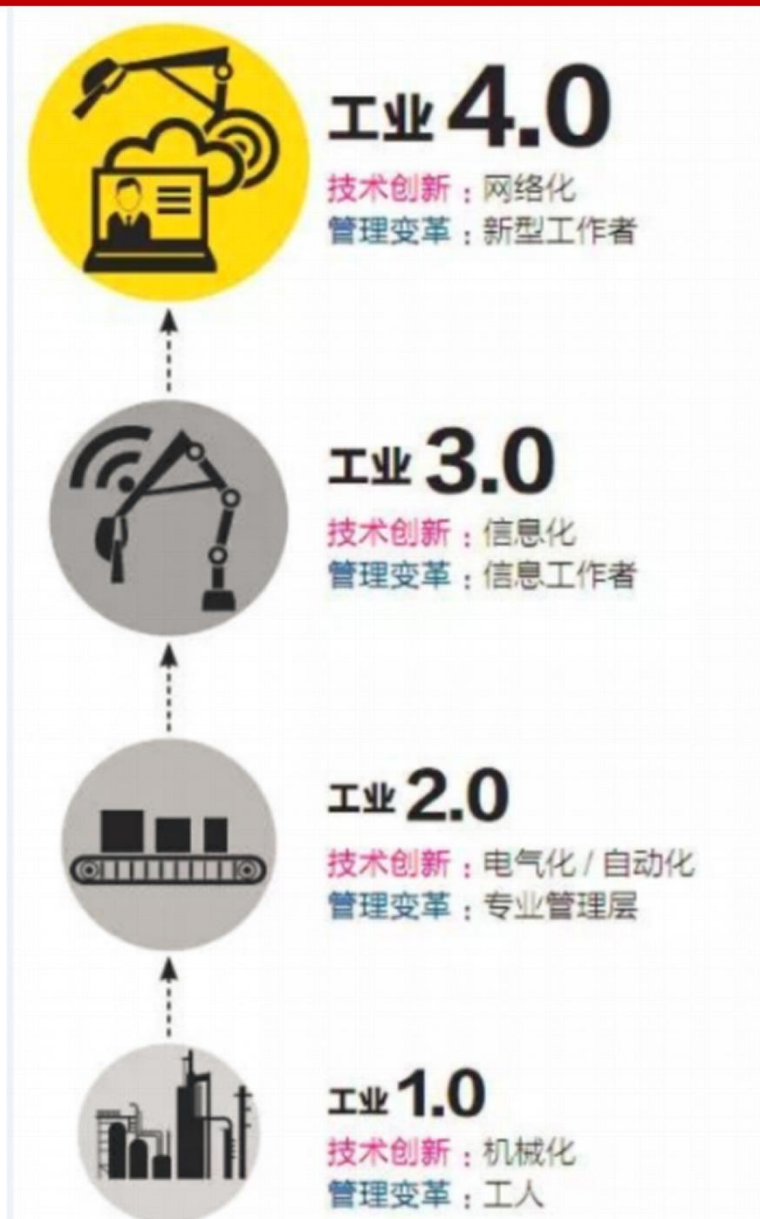 工业 4.0
技术创新：网络化
管理变革：新型工作者
工业 3.0
技术创新：信息化
管理变革：信息工作者
工业 2.0
技术创新：电气化 / 自动化
管理变革：专业管理层
工业 1.0
技术创新：机械化
管理变革：工人